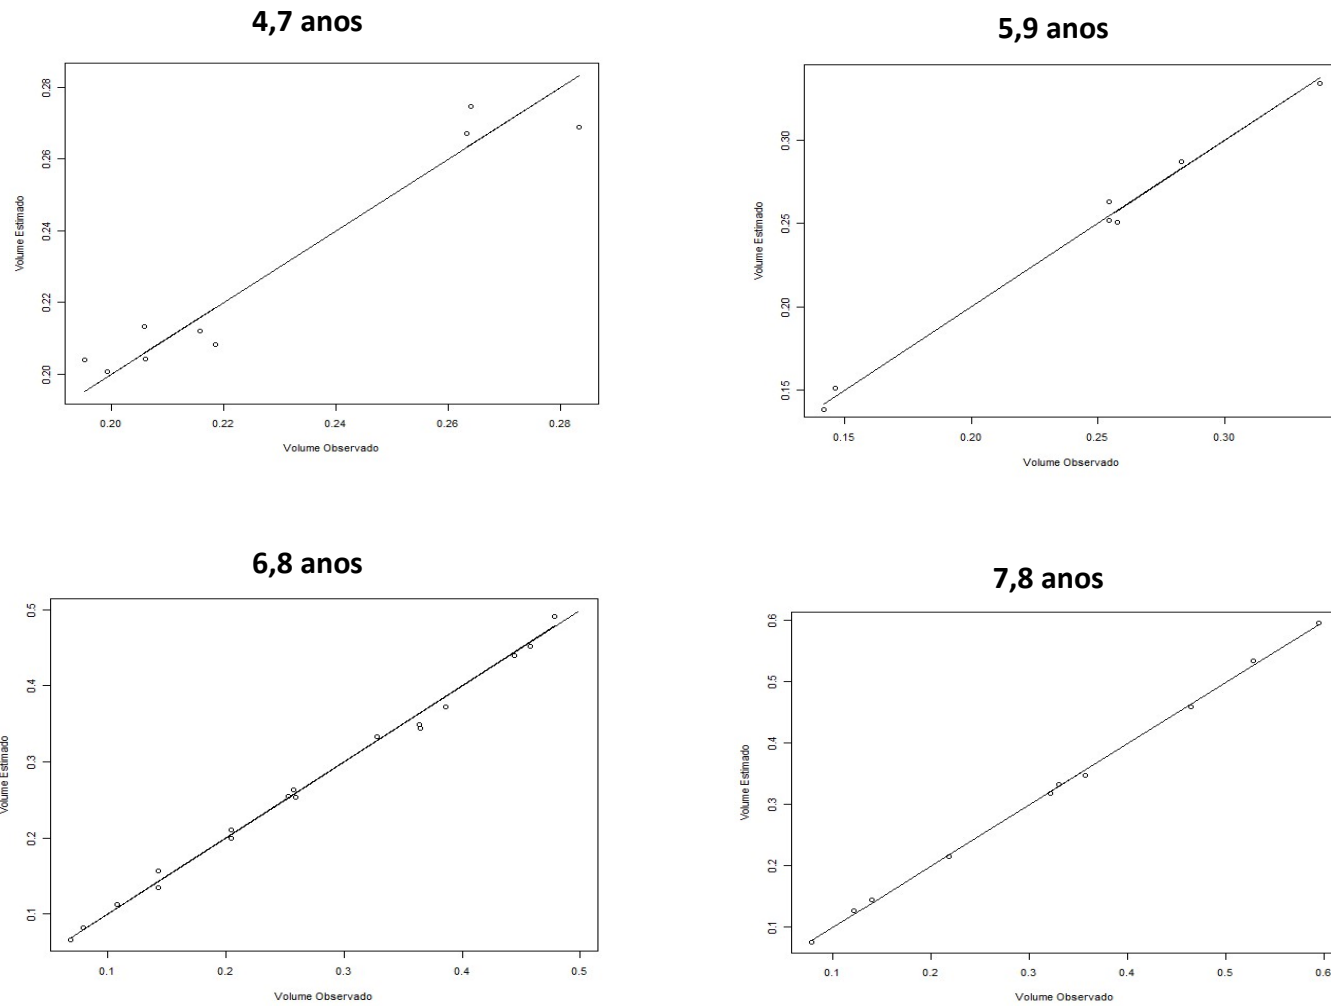 4,7 anos
0.28
0.26
0.24
0.22
0.20
Volume Estimado
0.20 0.22 0.24 0.26 0.28
Volume Observado
5,9 anos
0.30
0.25
0.20
0.15
Volume Estimado
0.15 0.20 0.25 0.30
Volume Observado
6,8 anos
0.5
0.4
0.3
0.2
0.1
Volume Estimado
0.1 0.2 0.3 0.4 0.5
Volume Observado
7,8 anos
0.6
0.5
0.4
0.3
0.2
0.1
Volume Estimado
0.1 0.2 0.3 0.4 0.5 0.6
Volume Observado